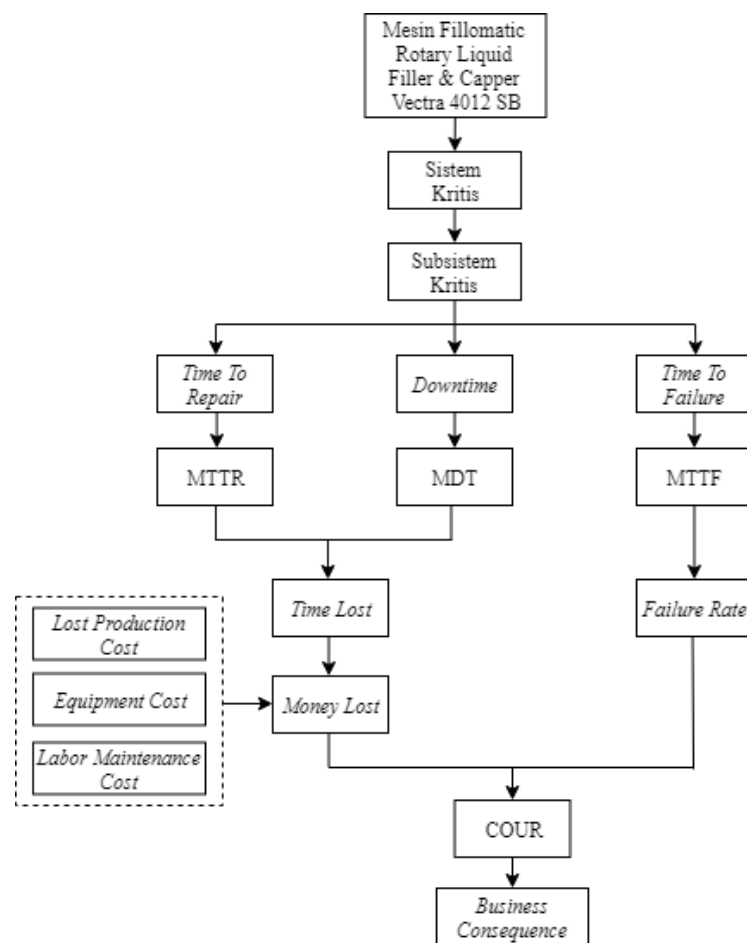 Mesin Fillomatic
Rotary Liquid
Filler & Capper
Vectra 4012 SB
Sistem
Kritis
Subsistem
Kritis
Time To
Repair
Downtime
Time To
Failure
MTTR
MDT
MTTF
Time Lost
Failure Rate
Lost Production
Cost
Equipment Cost
Labor Maintenance
Cost
Money Lost
COUR
Business
Consequence